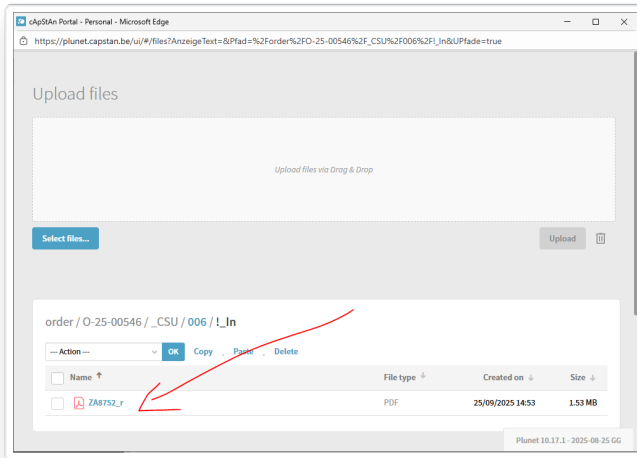 cApStAn Portal - Personal - Microsoft Edge
https://plunet.capstan.be/ui/#/files?AnzeigeText=&Pfad=%2Forder%2FO-25-00546%2F_CSU%2F006%2F!_In&UPfade=true
Upload files
Upload files via Drag & Drop
Select files...
Upload
order / O-25-00546 / _CSU / 006 / !_In
--- Action --- OK Copy , Paste , Delete
Name ↑ File type ↓ Created on ↓ Size ↓
ZA8752_r PDF 25/09/2025 14:53 1.53 MB
Plunet 10.17.1 - 2025-08-25 GG